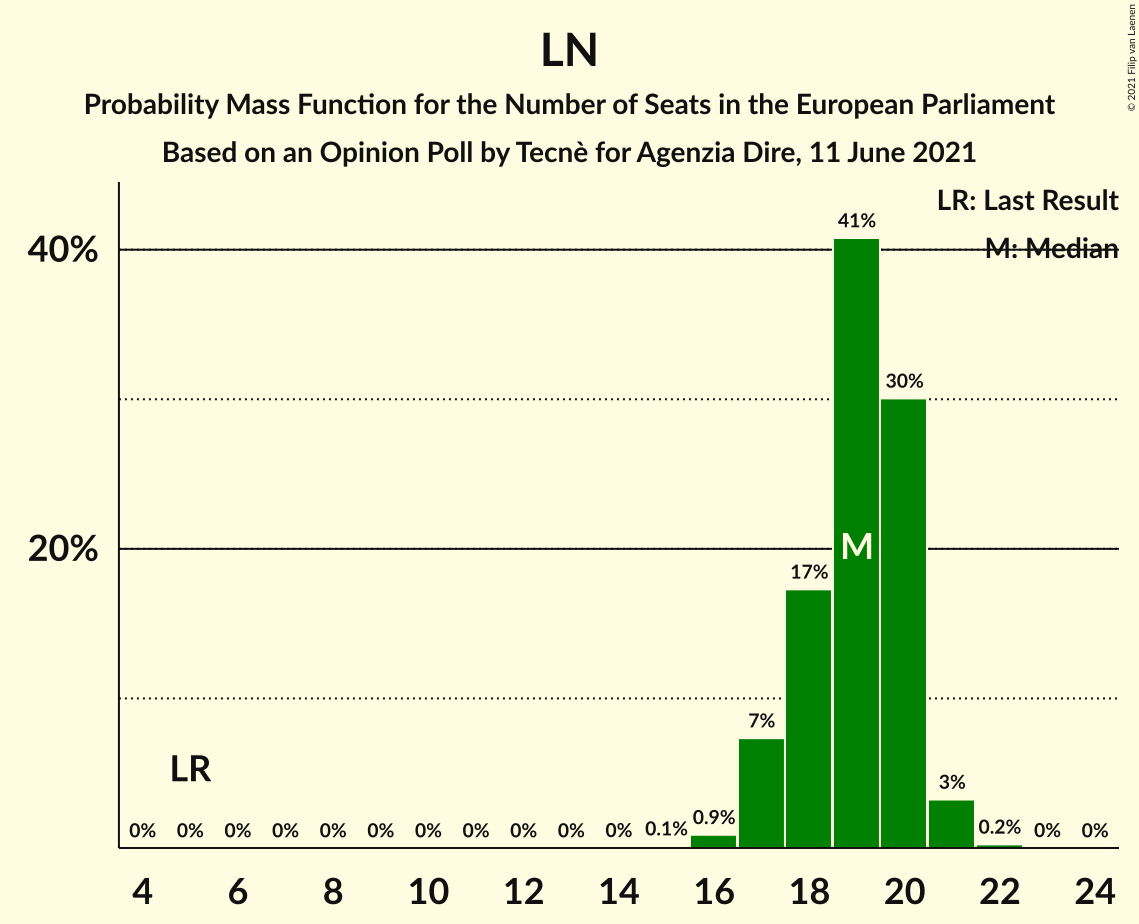 LN
Probability Mass Function for the Number of Seats in the European Parliament
Based on an Opinion Poll by Tecnè for Agenzia Dire, 11 June 2021
© 2021 Filip van Laenen
LR: Last Result
M: Median
40%
20%
41%
30%
M
17%
7%
LR
3%
0% 0% 0% 0% 0% 0% 0% 0% 0% 0% 0% 0.1% 0.9% 0.2% 0% 0%
4 6 8 10 12 14 16 18 20 22 24